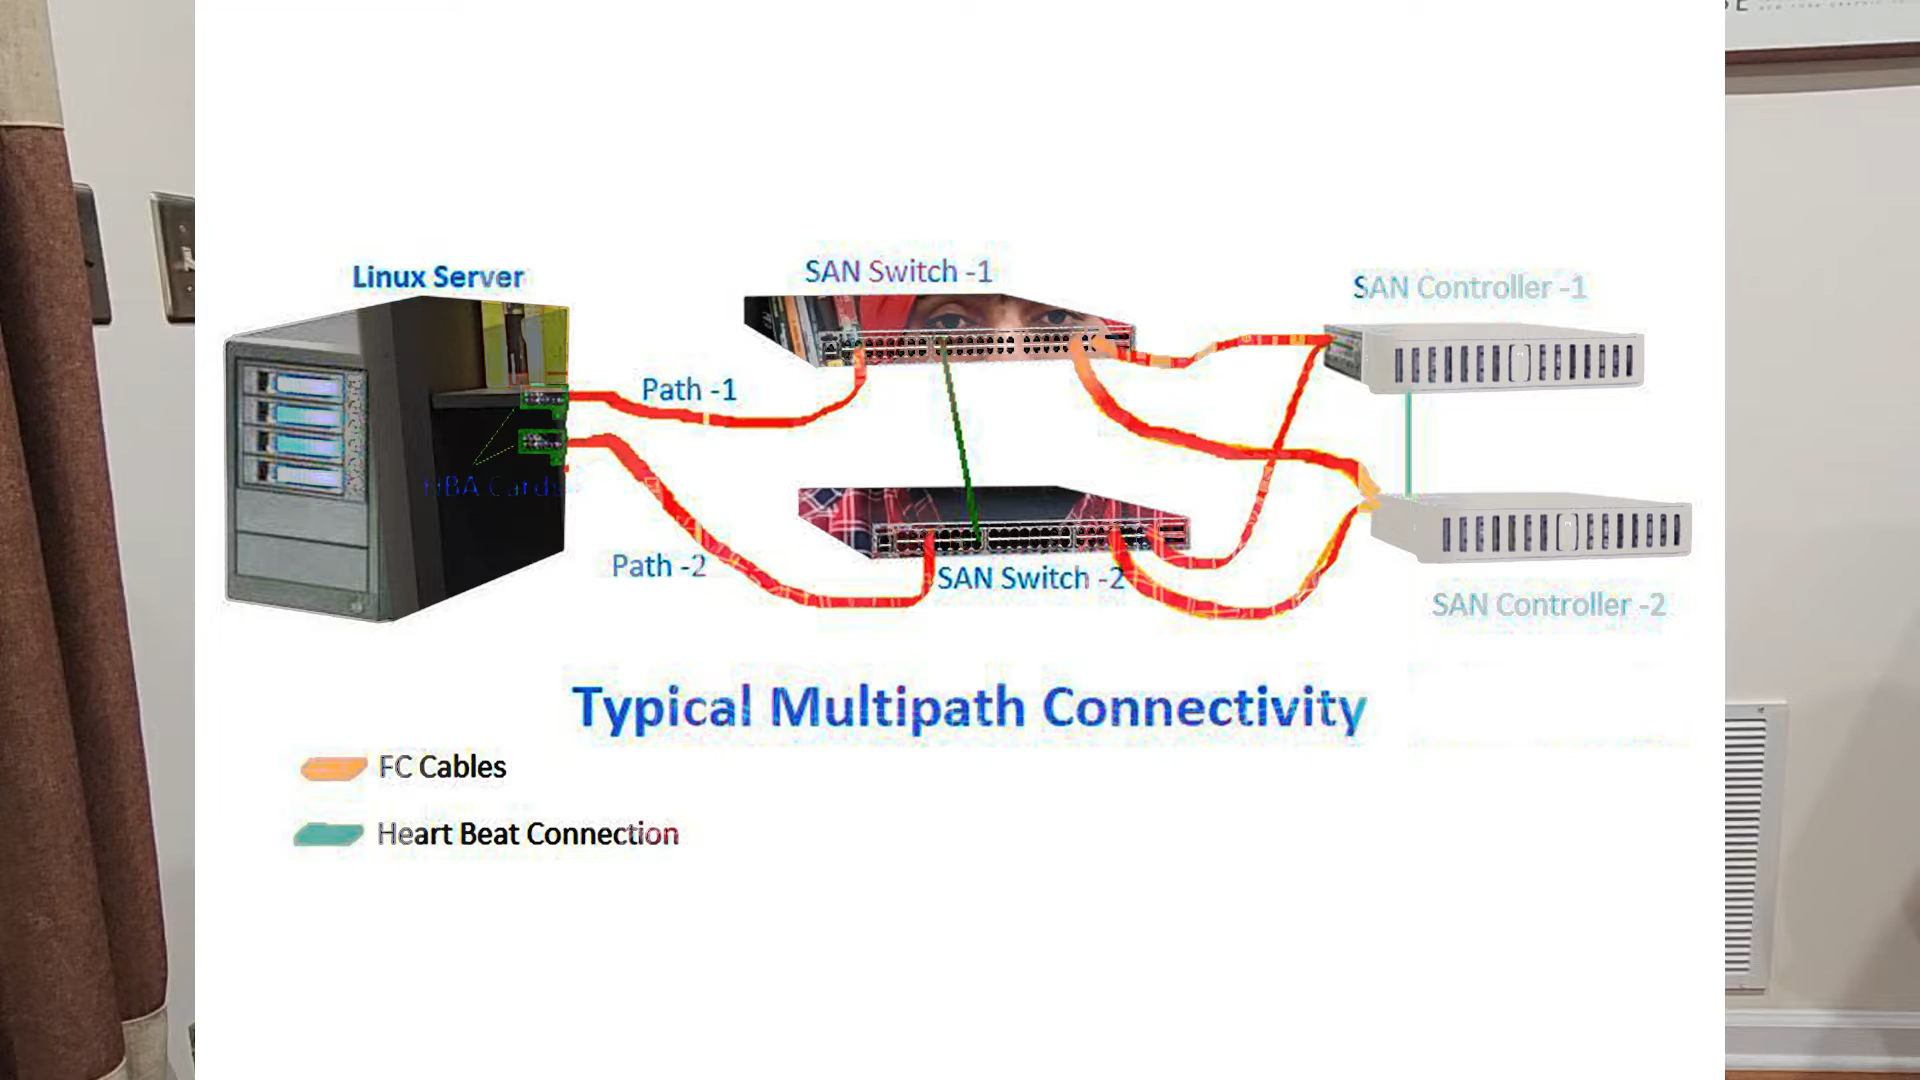 Linux Server
SAN Switch -1
SAN Controller -1
Path -1
HBA Cards
Path -2
SAN Switch -2
SAN Controller -2
Typical Multipath Connectivity
FC Cables
Heart Beat Connection